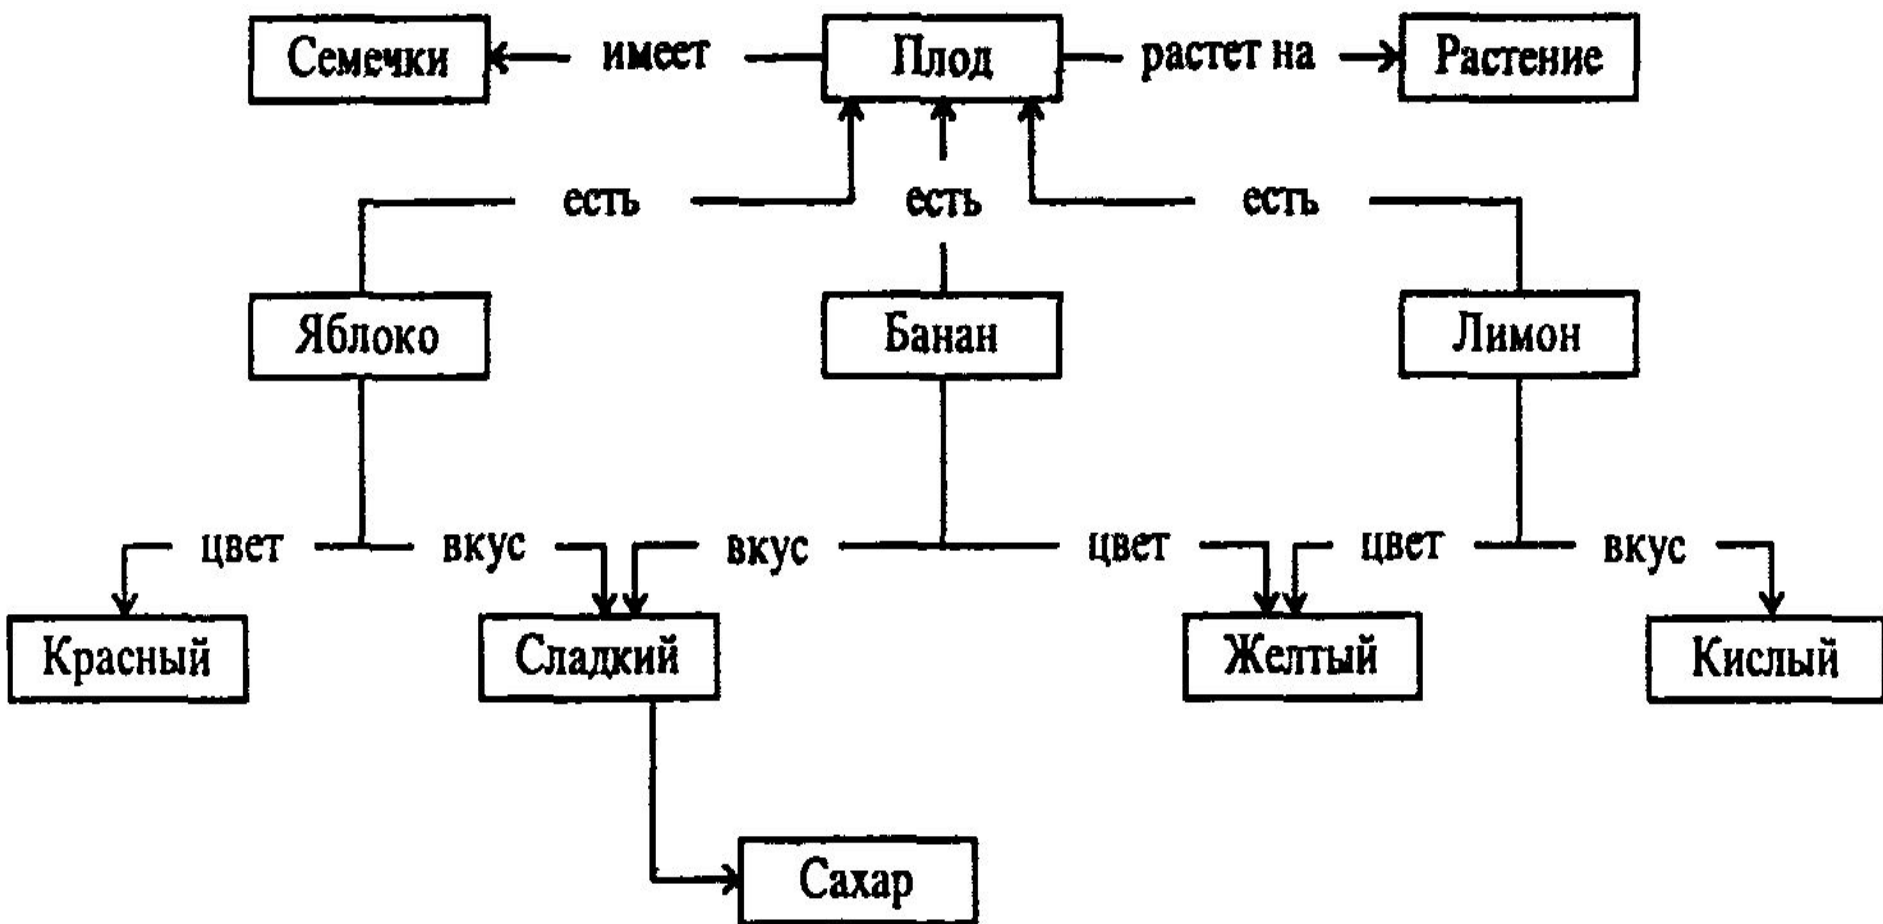 Семечки имеет Плод растет на Растение
есть есть есть
Яблоко Банан Лимон
цвет вкус вкус цвет цвет вкус
Красный Сладкий Желтый Кислый
Сахар